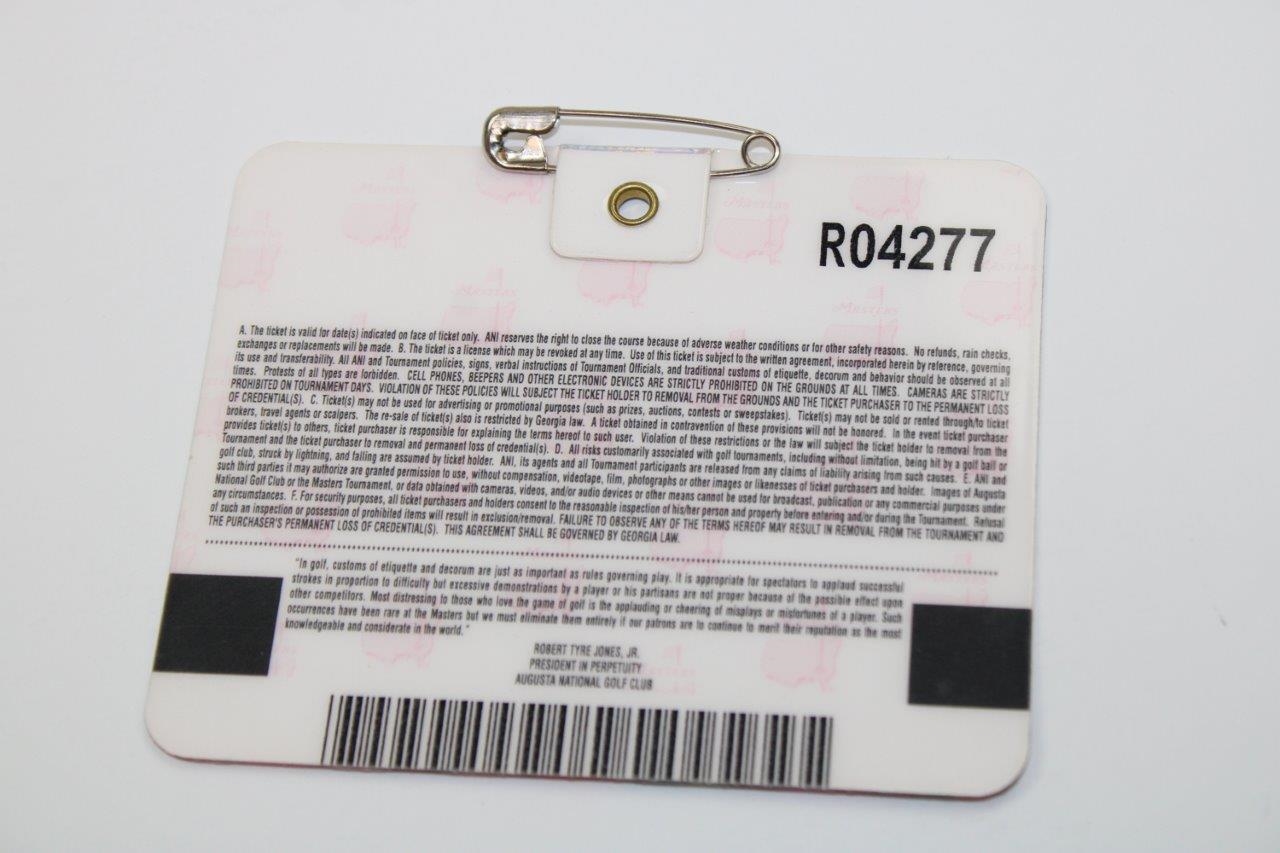 MASTERS
MASTERS
R04277
MASTERS
MASTERS
A. The ticket is valid for date(s) indicated on face of ticket only. ANI reserves the right to close the course because of adverse weather conditions or for other safety reasons. No refunds, rain checks,
exchanges or replacements will be made. B. The ticket is a license which may be revoked at any time. Use of this ticket is subject to the written agreement, incorporated herein by reference, governing
its use and transferability. All ANI and Tournament policies, signs, verbal instructions of Tournament Officials, and traditional customs of etiquette, decorum and behavior should be observed at all
times. Protests of all types are forbidden. CELL PHONES, BEEPERS AND OTHER ELECTRONIC DEVICES ARE STRICTLY PROHIBITED ON THE GROUNDS AT ALL TIMES. CAMERAS ARE STRICTLY
PROHIBITED ON TOURNAMENT DAYS. VIOLATION OF THESE POLICIES WILL SUBJECT THE TICKET HOLDER TO REMOVAL FROM THE GROUNDS AND THE TICKET PURCHASER TO THE PERMANENT LOSS
OF CREDENTIAL(S). C. Ticket(s) may not be used for advertising or promotional purposes (such as prizes, auctions, contests or sweepstakes). Ticket(s) may not be sold or rented through/to ticket
brokers, travel agents or scalpers. The re-sale of ticket(s) also is restricted by Georgia law. A ticket obtained in contravention of these provisions will not be honored. In the event ticket purchaser
provides ticket(s) to others, ticket purchaser is responsible for explaining the terms hereof to such user. Violation of these restrictions or the law will subject the ticket holder to removal from the
Tournament and the ticket purchaser to removal and permanent loss of credential(s). D. All risks customarily associated with golf tournaments, including without limitation, being hit by a golf ball or
golf club, struck by lightning, and falling are assumed by ticket holder. ANI, its agents and all Tournament participants are released from any claims of liability arising from such causes. E. ANI and
such third parties it may authorize are granted permission to use, without compensation, videotape, film, photographs or other images or likenesses of ticket purchasers and holder. Images of Augusta
National Golf Club or the Masters Tournament, or data obtained with cameras, videos, and/or audio devices or other means cannot be used for broadcast, publication or any commercial purposes under
any circumstances. F. For security purposes, all ticket purchasers and holders consent to the reasonable inspection of his/her person and property before entering and/or during the Tournament. Refusal
of such an inspection or possession of prohibited items will result in exclusion/removal. FAILURE TO OBSERVE ANY OF THE TERMS HEREOF MAY RESULT IN REMOVAL FROM THE TOURNAMENT AND
THE PURCHASER'S PERMANENT LOSS OF CREDENTIAL(S). THIS AGREEMENT SHALL BE GOVERNED BY GEORGIA LAW.
"In golf, customs of etiquette and decorum are just as important as rules governing play. It is appropriate for spectators to applaud successful
strokes in proportion to difficulty but excessive demonstrations by a player or his partisans are not proper because of the possible effect upon
other competitors. Most distressing to those who love the game of golf is the applauding or cheering of misplays or misfortunes of a player. Such
occurrences have been rare at the Masters but we must eliminate them entirely if our patrons are to continue to merit their reputation as the most
knowledgeable and considerate in the world."
ROBERT TYRE JONES, JR.
PRESIDENT IN PERPETUITY
AUGUSTA NATIONAL GOLF CLUB